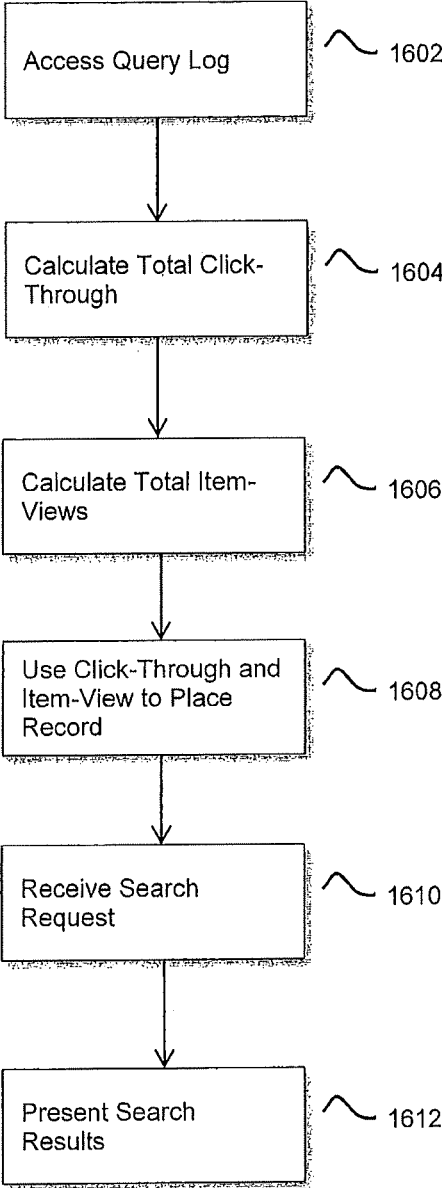 Access Query Log
1602
Calculate Total Click-
Through
1604
Calculate Total Item-
Views
1606
Use Click-Through and
Item-View to Place
Record
1608
Receive Search
Request
1610
Present Search
Results
1612